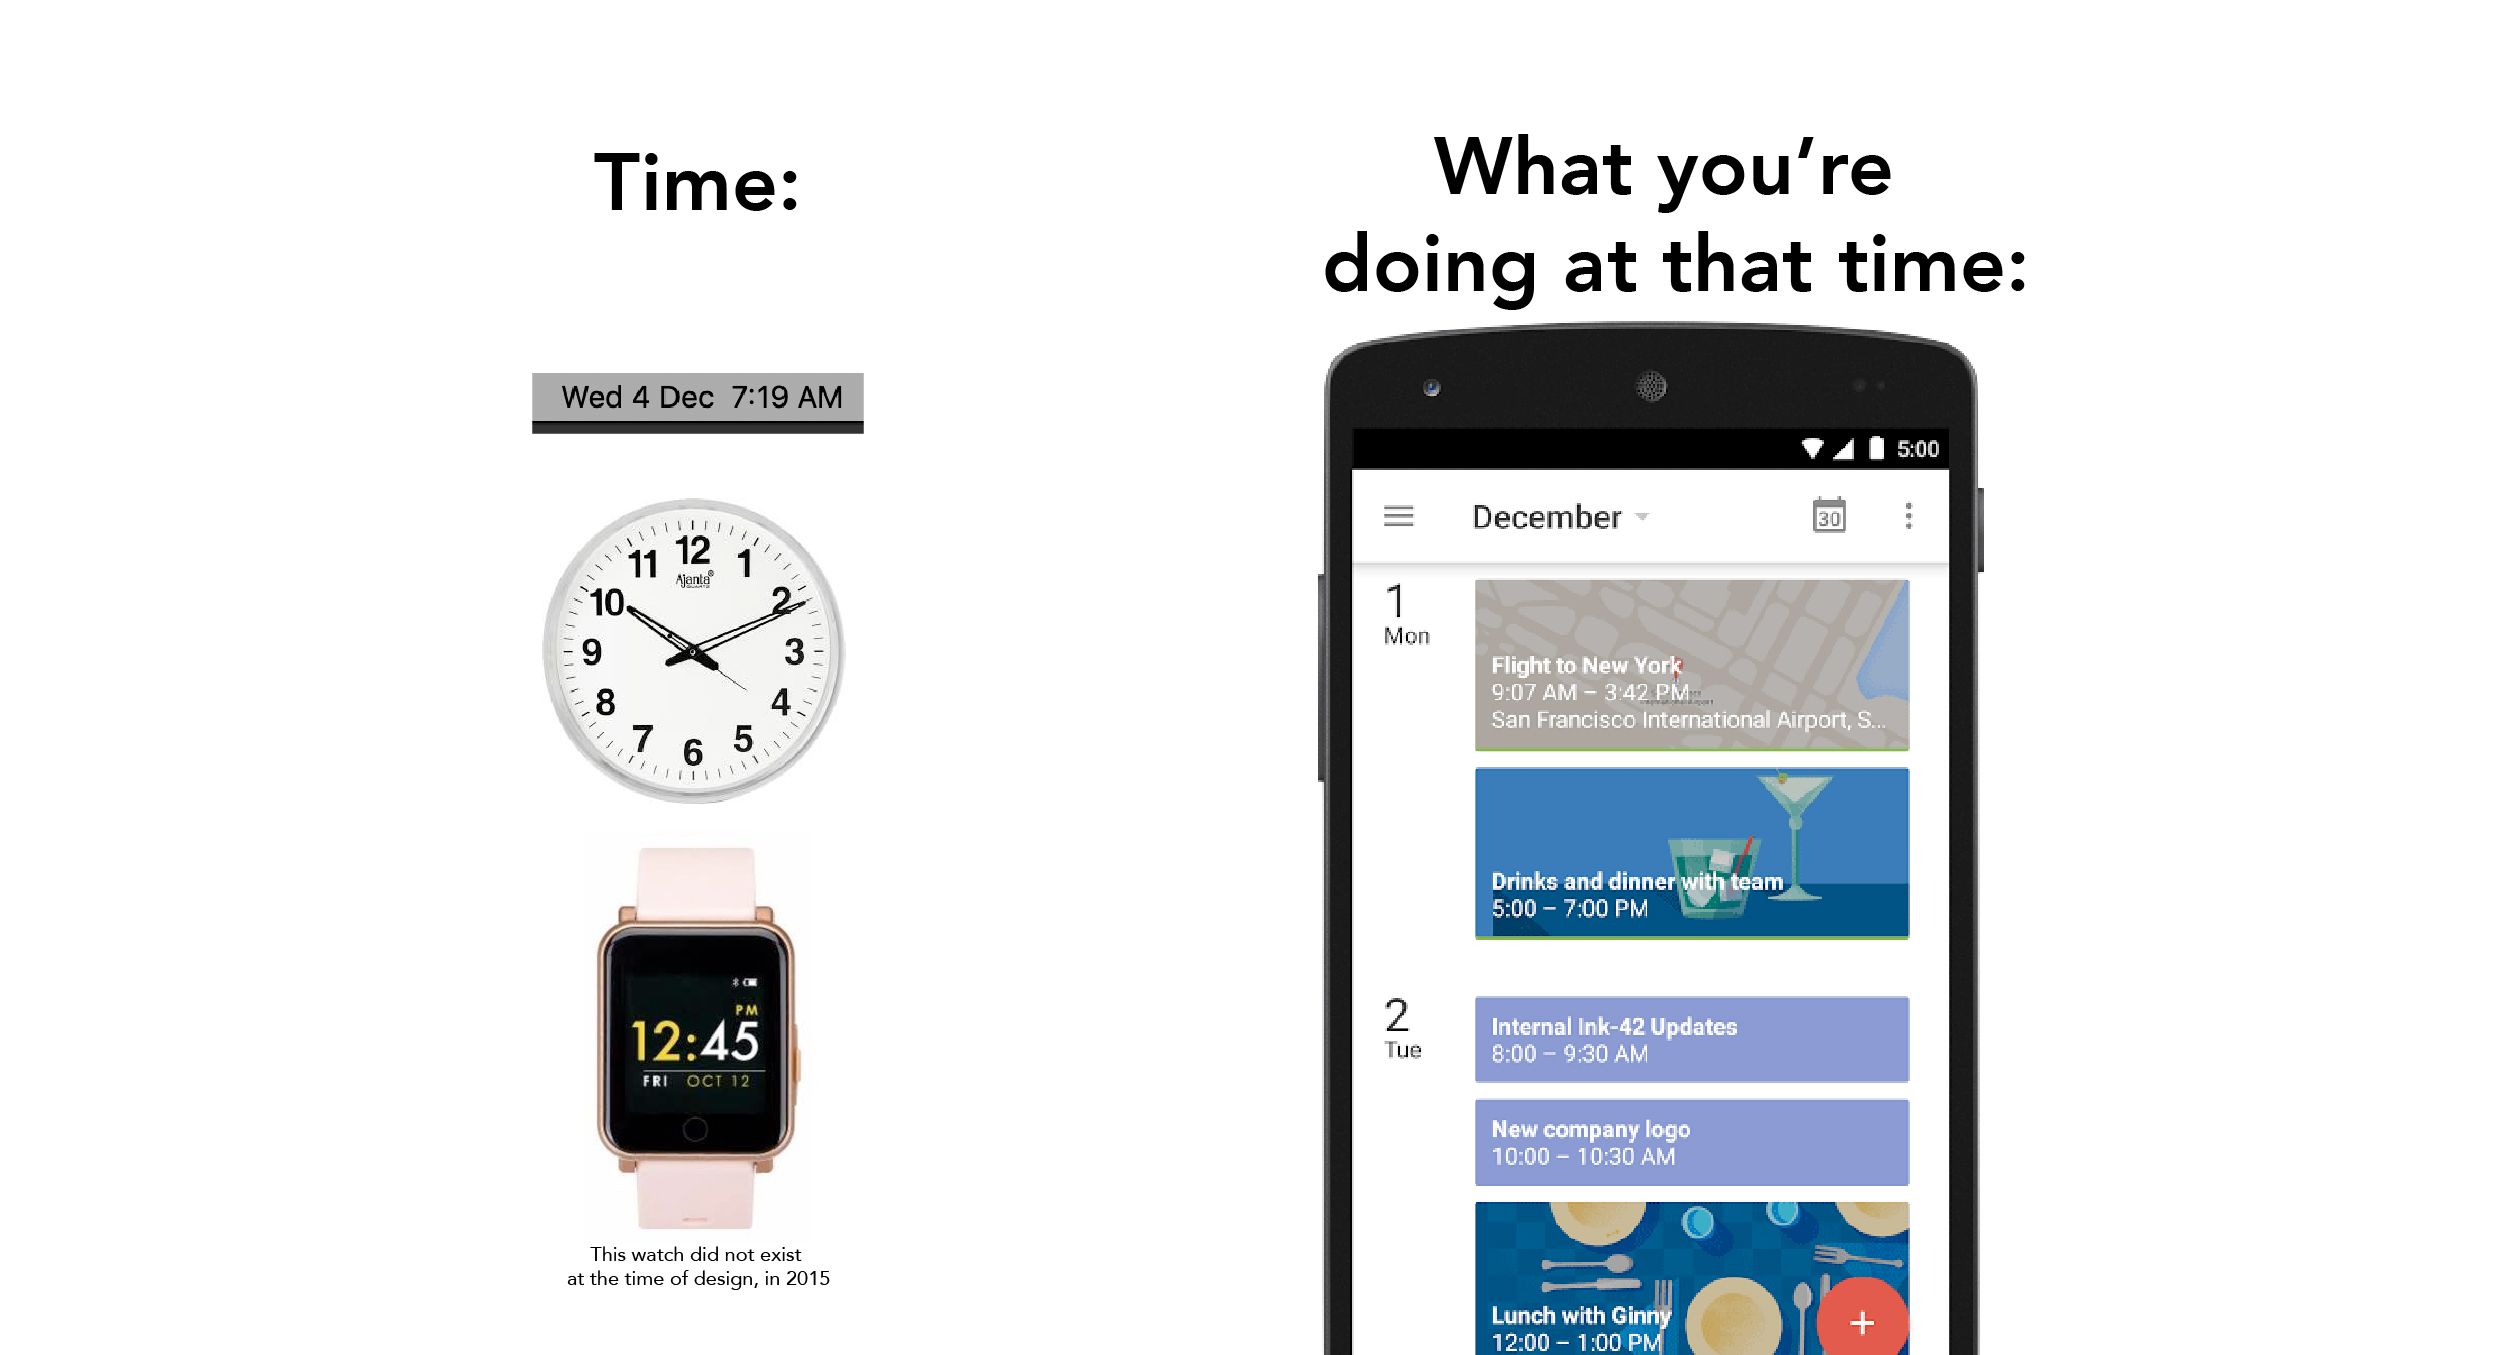 Time:
Wed 4 Dec 7:19 AM
12
11
1
Ajanta®
QUARTZ
10
2
9
3
8
4
7
5
6
PM
12:45
FRI OCT 12
This watch did not exist
at the time of design, in 2015
What you’re
doing at that time:
5:00
December
30
1
Mon
Flight to New York
9:07 AM – 3:42 PM
San Francisco International Airport, S...
Drinks and dinner with team
5:00 – 7:00 PM
2
Tue
Internal Ink-42 Updates
8:00 – 9:30 AM
New company logo
10:00 – 10:30 AM
Lunch with Ginny
12:00 – 1:00 PM
+